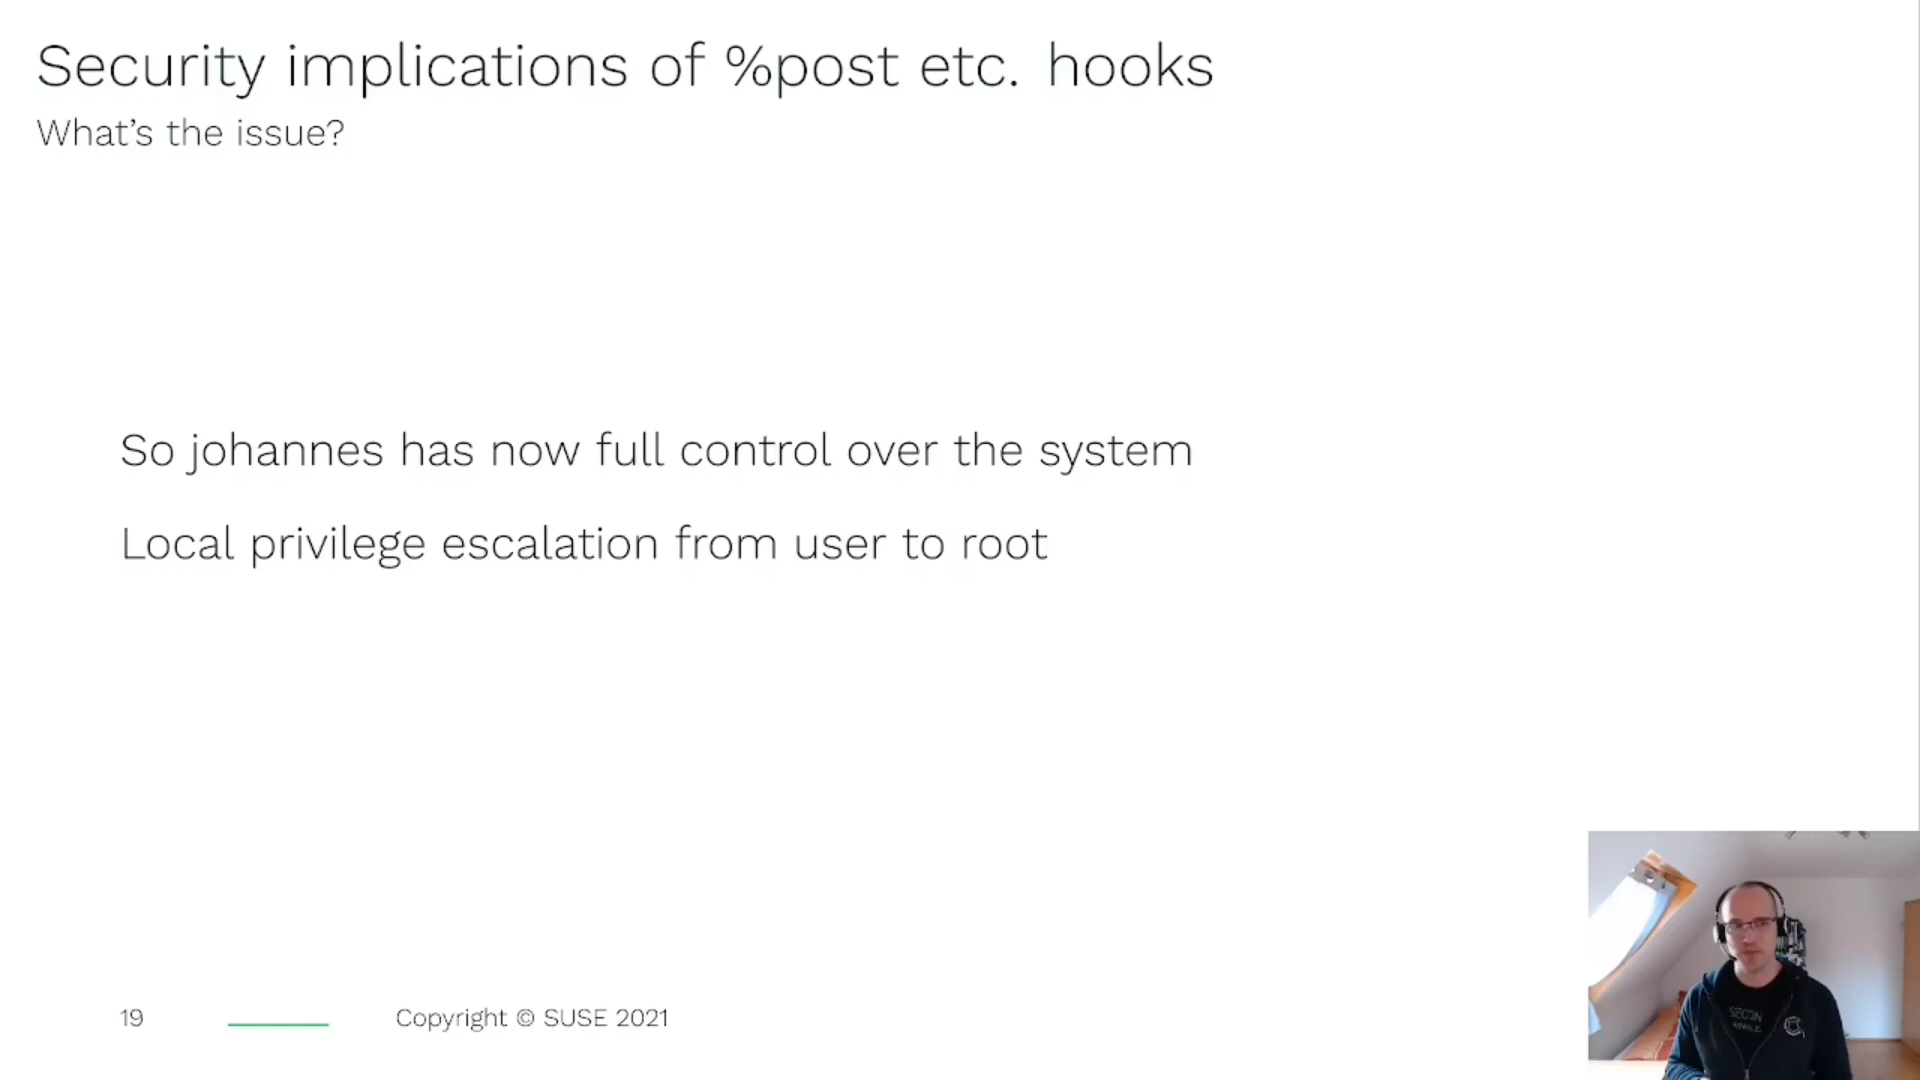 Security implications of %post etc. hooks
What's the issue?
So johannes has now full control over the system
Local privilege escalation from user to root
19
Copyright © SUSE 2021